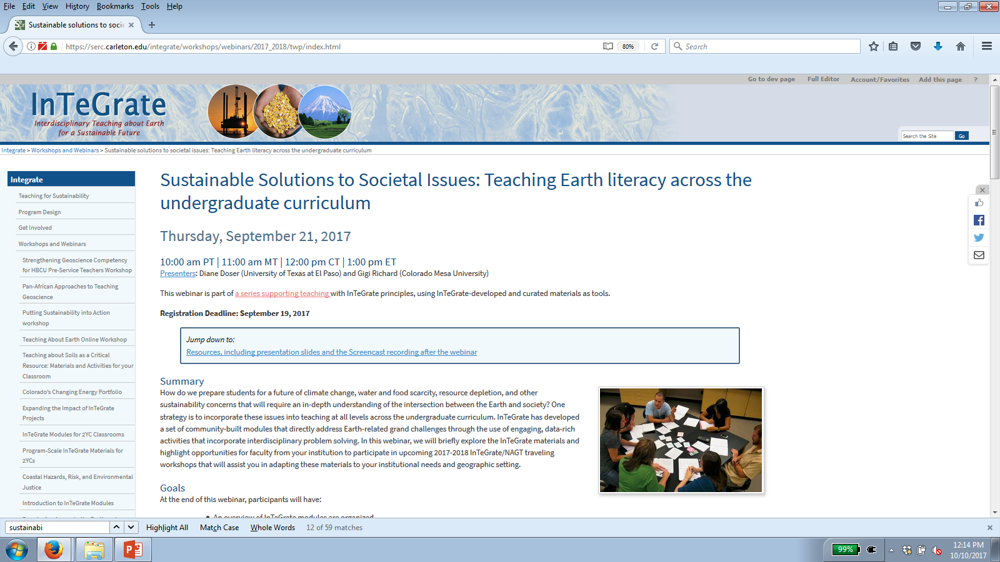 File Edit View History Bookmarks Tools Help
Sustainable solutions to socie
https://serc.carleton.edu/integrate/workshops/webinars/2017_2018/twp/index.html
80%
Search
Go to dev page Full Editor Account/Favorites Add this page ?
InTeGrate
Interdisciplinary Teaching about Earth
for a Sustainable Future
Search the Site Go
Integrate > Workshops and Webinars > Sustainable solutions to societal issues: Teaching Earth literacy across the undergraduate curriculum
Integrate
Teaching for Sustainability
Program Design
Get Involved
Workshops and Webinars
Strengthening Geoscience Competency
for HBCU Pre-Service Teachers Workshop
Pan-African Approaches to Teaching
Geoscience
Putting Sustainability into Action
workshop
Teaching About Earth Online Workshop
Teaching about Soils as a Critical
Resource: Materials and Activities for your
Classroom
Colorado's Changing Energy Portfolio
Expanding the Impact of InTeGrate
Projects
InTeGrate Modules for 2YC Classrooms
Program-Scale InTeGrate Materials for
2YCs
Coastal Hazards, Risk, and Environmental
Justice
Introduction to InTeGrate Modules
Sustainable Solutions to Societal Issues: Teaching Earth literacy across the
undergraduate curriculum
Thursday, September 21, 2017
10:00 am PT | 11:00 am MT | 12:00 pm CT | 1:00 pm ET
Presenters: Diane Doser (University of Texas at El Paso) and Gigi Richard (Colorado Mesa University)
This webinar is part of a series supporting teaching with InTeGrate principles, using InTeGrate-developed and curated materials as tools.
Registration Deadline: September 19, 2017
Jump down to:
Resources, including presentation slides and the Screencast recording after the webinar
Summary
How do we prepare students for a future of climate change, water and food scarcity, resource depletion, and other
sustainability concerns that will require an in-depth understanding of the intersection between the Earth and society? One
strategy is to incorporate these issues into teaching at all levels across the undergraduate curriculum. InTeGrate has developed
a set of community-built modules that directly address Earth-related grand challenges through the use of engaging, data-rich
activities that incorporate interdisciplinary problem solving. In this webinar, we will briefly explore the InTeGrate materials and
highlight opportunities for faculty from your institution to participate in upcoming 2017-2018 InTeGrate/NAGT traveling
workshops that will assist you in adapting these materials to your institutional needs and geographic setting.
Goals
At the end of this webinar, participants will have:
An overview of InTeGrate modules are organized
sustainabi
Highlight All Match Case Whole Words 12 of 59 matches
99%
12:14 PM
10/10/2017